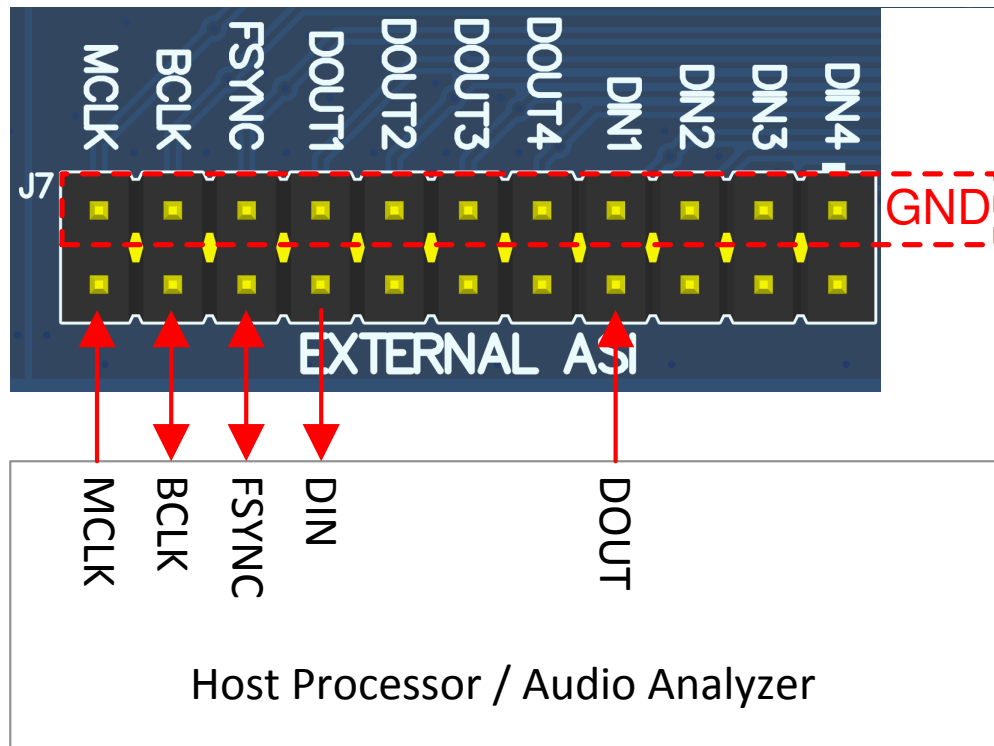 MCLK
BCLK
FSYNC
DOUT1
DOUT2
DOUT3
DOUT4
DIN1
DIN2
DIN3
DIN4
J7
GND
EXTERNAL ASI
MCLK
BCLK
FSYNC
DIN
DOUT
Host Processor / Audio Analyzer